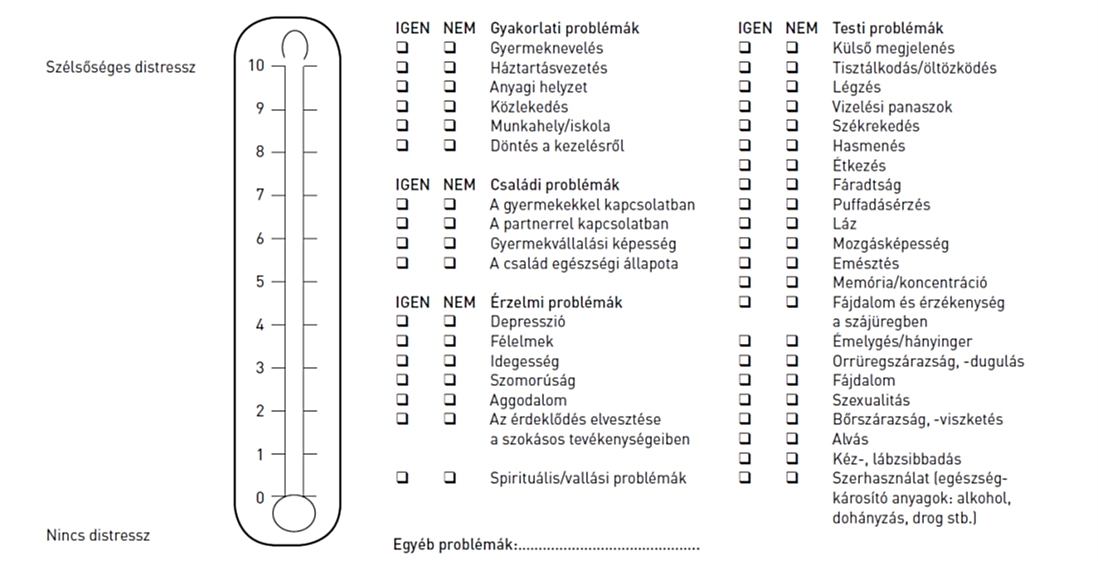 Szélsőséges distressz
10
9
8
7
6
5
4
3
2
1
0
Nincs distressz
IGEN NEM Gyakorlati problémák
Gyermeknevelés
Háztartásvezetés
Anyagi helyzet
Közlekedés
Munkahely/iskola
Döntés a kezelésről
IGEN NEM Családi problémák
A gyermekekkel kapcsolatban
A partnerrel kapcsolatban
Gyermekvállalási képesség
A család egészségi állapota
IGEN NEM Érzelmi problémák
Depresszió
Félelmek
Idegesség
Szomorúság
Aggodalom
Az érdeklődés elvesztése
a szokásos tevékenységeiben
Spirituális/vallási problémák
Egyéb problémák:............................................
IGEN NEM Testi problémák
Külső megjelenés
Tisztálkodás/öltözködés
Légzés
Vizelési panaszok
Székrekedés
Hasmenés
Étkezés
Fáradtság
Puffadásérzés
Láz
Mozgásképesség
Emésztés
Memória/koncentráció
Fájdalom és érzékenység
a szájüregben
Émelygés/hányinger
Orrüregszárazság, -dugulás
Fájdalom
Szexualitás
Bőrszárazság, -viszketés
Alvás
Kéz-, lábzsibbadás
Szerhasználat (egészség-
károsító anyagok: alkohol,
dohányzás, drog stb.)